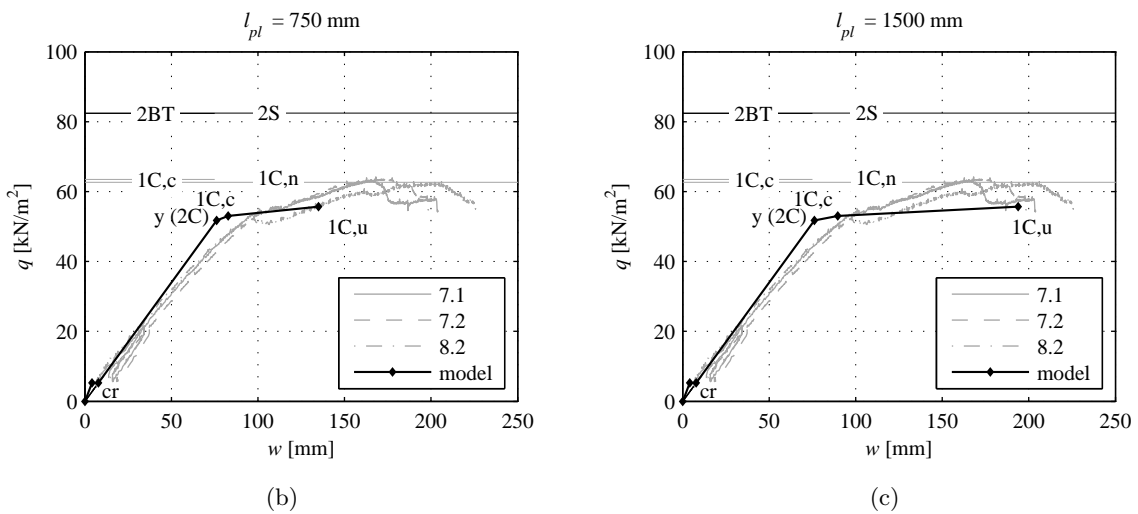 l_pl = 750 mm
100
80
60
40
20
0
q [kN/m²]
2BT
2S
1C,c
1C,n
1C,c
y (2C)
1C,u
cr
7.1
7.2
8.2
model
0
50
100
150
200
250
w [mm]
(b)
l_pl = 1500 mm
100
80
60
40
20
0
q [kN/m²]
2BT
2S
1C,c
1C,n
1C,c
y (2C)
1C,u
cr
7.1
7.2
8.2
model
0
50
100
150
200
250
w [mm]
(c)